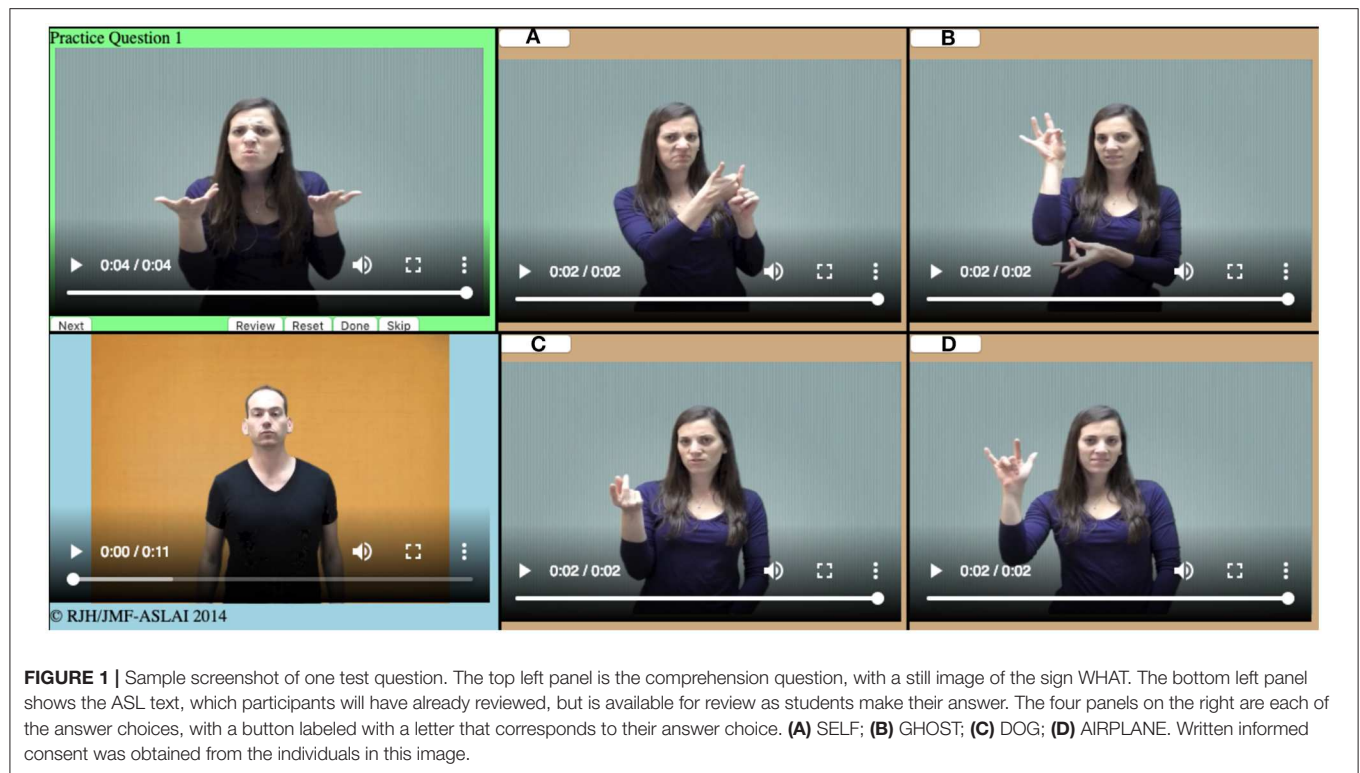 Practice Question 1
A
B
0:04 / 0:04
0:02 / 0:02
0:02 / 0:02
Next Review Reset Done Skip
C
D
0:00 / 0:11
0:02 / 0:02
0:02 / 0:02
© RJH/JMF-ASLAI 2014
FIGURE 1 | Sample screenshot of one test question. The top left panel is the comprehension question, with a still image of the sign WHAT. The bottom left panel
shows the ASL text, which participants will have already reviewed, but is available for review as students make their answer. The four panels on the right are each of
the answer choices, with a button labeled with a letter that corresponds to their answer choice. (A) SELF; (B) GHOST; (C) DOG; (D) AIRPLANE. Written informed
consent was obtained from the individuals in this image.